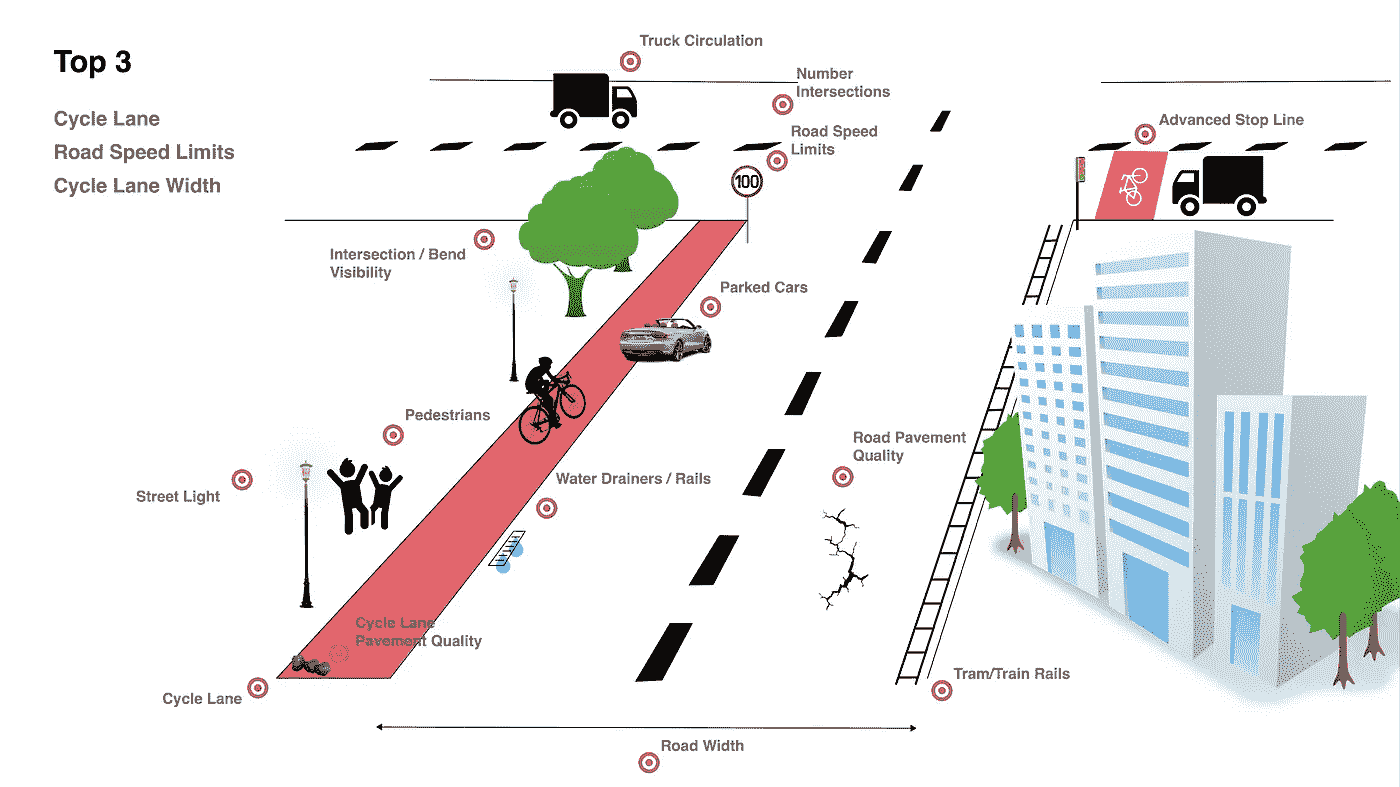 Top 3
Cycle Lane
Road Speed Limits
Cycle Lane Width
Truck Circulation
Number
Intersections
Road Speed
Limits
100
Advanced Stop Line
Intersection / Bend
Visibility
Parked Cars
Pedestrians
Road Pavement
Quality
Street Light
Water Drainers / Rails
Cycle Lane
Pavement Quality
Cycle Lane
Tram/Train Rails
Road Width